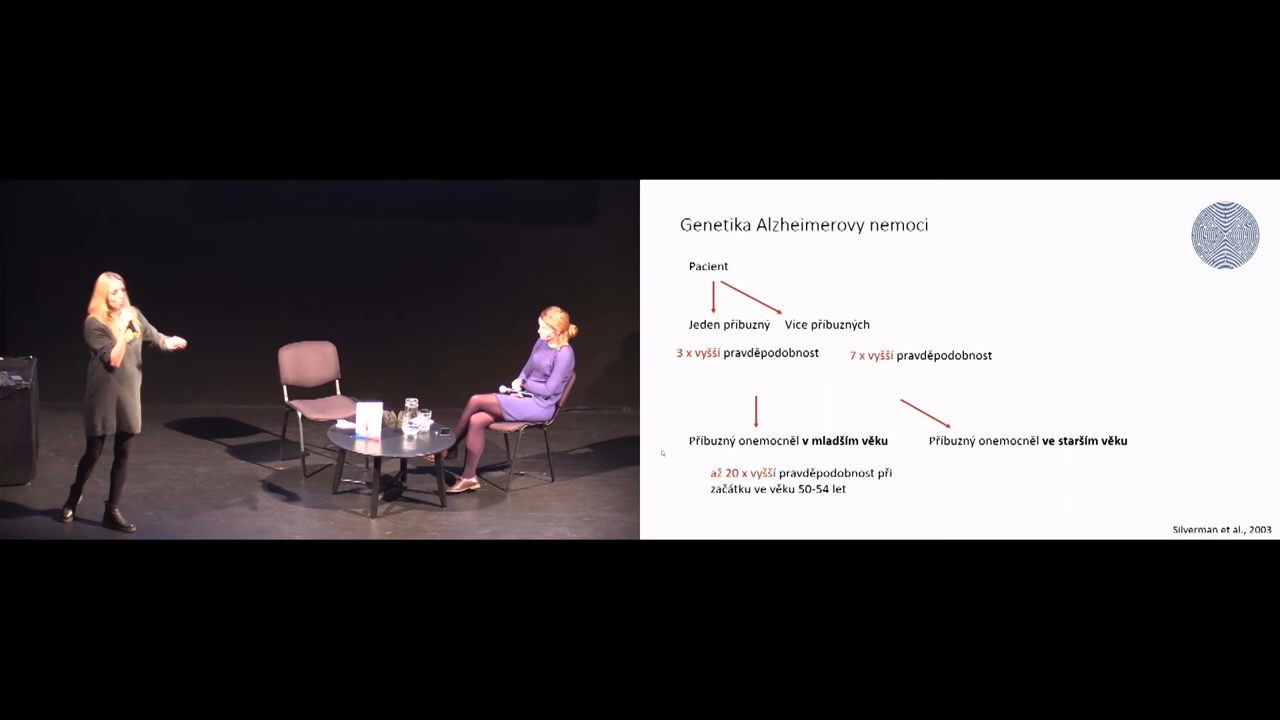 Genetika Alzheimerovy nemoci
Pacient
Jeden příbuzný
Více příbuzných
3 x vyšší pravděpodobnost
7 x vyšší pravděpodobnost
Příbuzný onemocněl v mladším věku
Příbuzný onemocněl ve starším věku
až 20 x vyšší pravděpodobnost při
začátku ve věku 50-54 let
Silverman et al., 2003